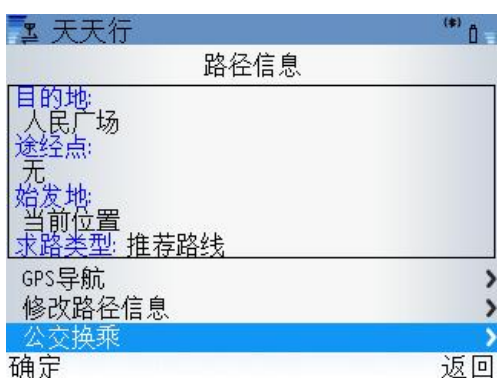 天天行
路径信息
目的地:
人民广场
途经点:
无
始发地:
当前位置
求路类型: 推荐路线
GPS导航
修改路径信息
公交换乘
确定 返回